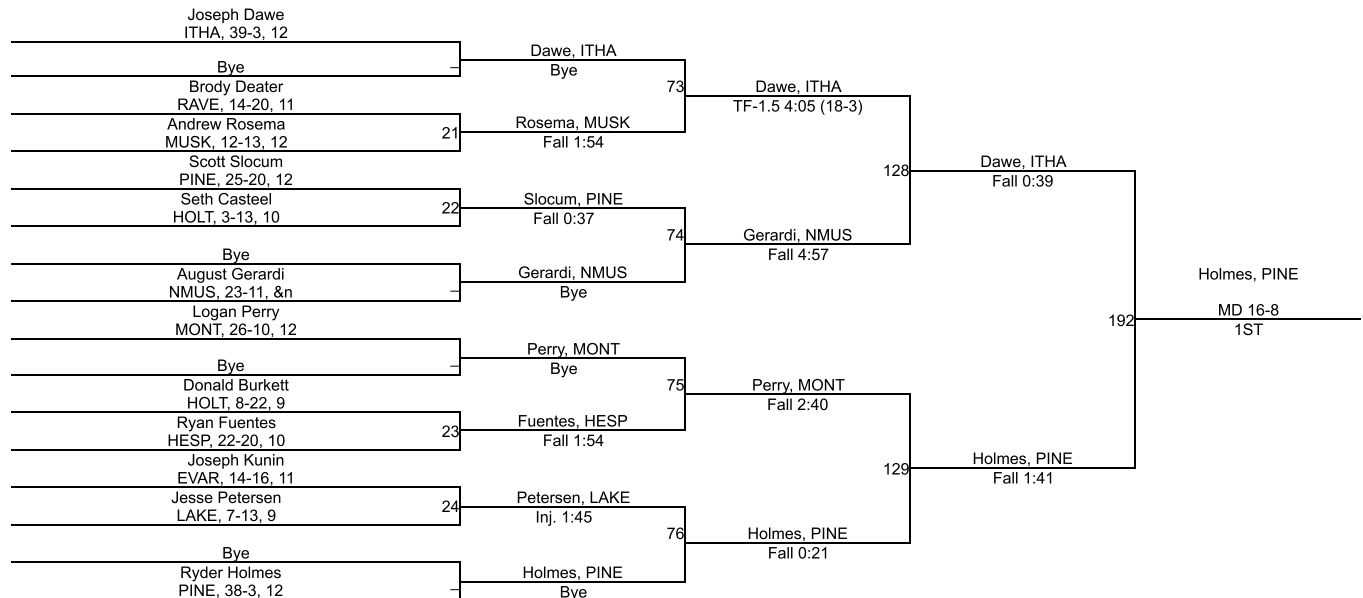 Joseph Dawe
ITHA, 39-3, 12
Bye
Brody Deater
RAVE, 14-20, 11
Andrew Rosema
MUSK, 12-13, 12
Scott Slocum
PINE, 25-20, 12
Seth Casteel
HOLT, 3-13, 10
Bye
August Gerardi
NMUS, 23-11, &n
Logan Perry
MONT, 26-10, 12
Bye
Donald Burkett
HOLT, 8-22, 9
Ryan Fuentes
HESP, 22-20, 10
Joseph Kunin
EVAR, 14-16, 11
Jesse Petersen
LAKE, 7-13, 9
Bye
Ryder Holmes
PINE, 38-3, 12
Dawe, ITHA
Bye
21
Rosema, MUSK
Fall 1:54
22
Slocum, PINE
Fall 0:37
Gerardi, NMUS
Bye
Perry, MONT
Bye
23
Fuentes, HESP
Fall 1:54
24
Petersen, LAKE
Inj. 1:45
Holmes, PINE
Bye
73
Dawe, ITHA
TF-1.5 4:05 (18-3)
74
Gerardi, NMUS
Fall 4:57
75
Perry, MONT
Fall 2:40
76
Holmes, PINE
Fall 0:21
128
Dawe, ITHA
Fall 0:39
129
Holmes, PINE
Fall 1:41
192
Holmes, PINE
MD 16-8
1ST